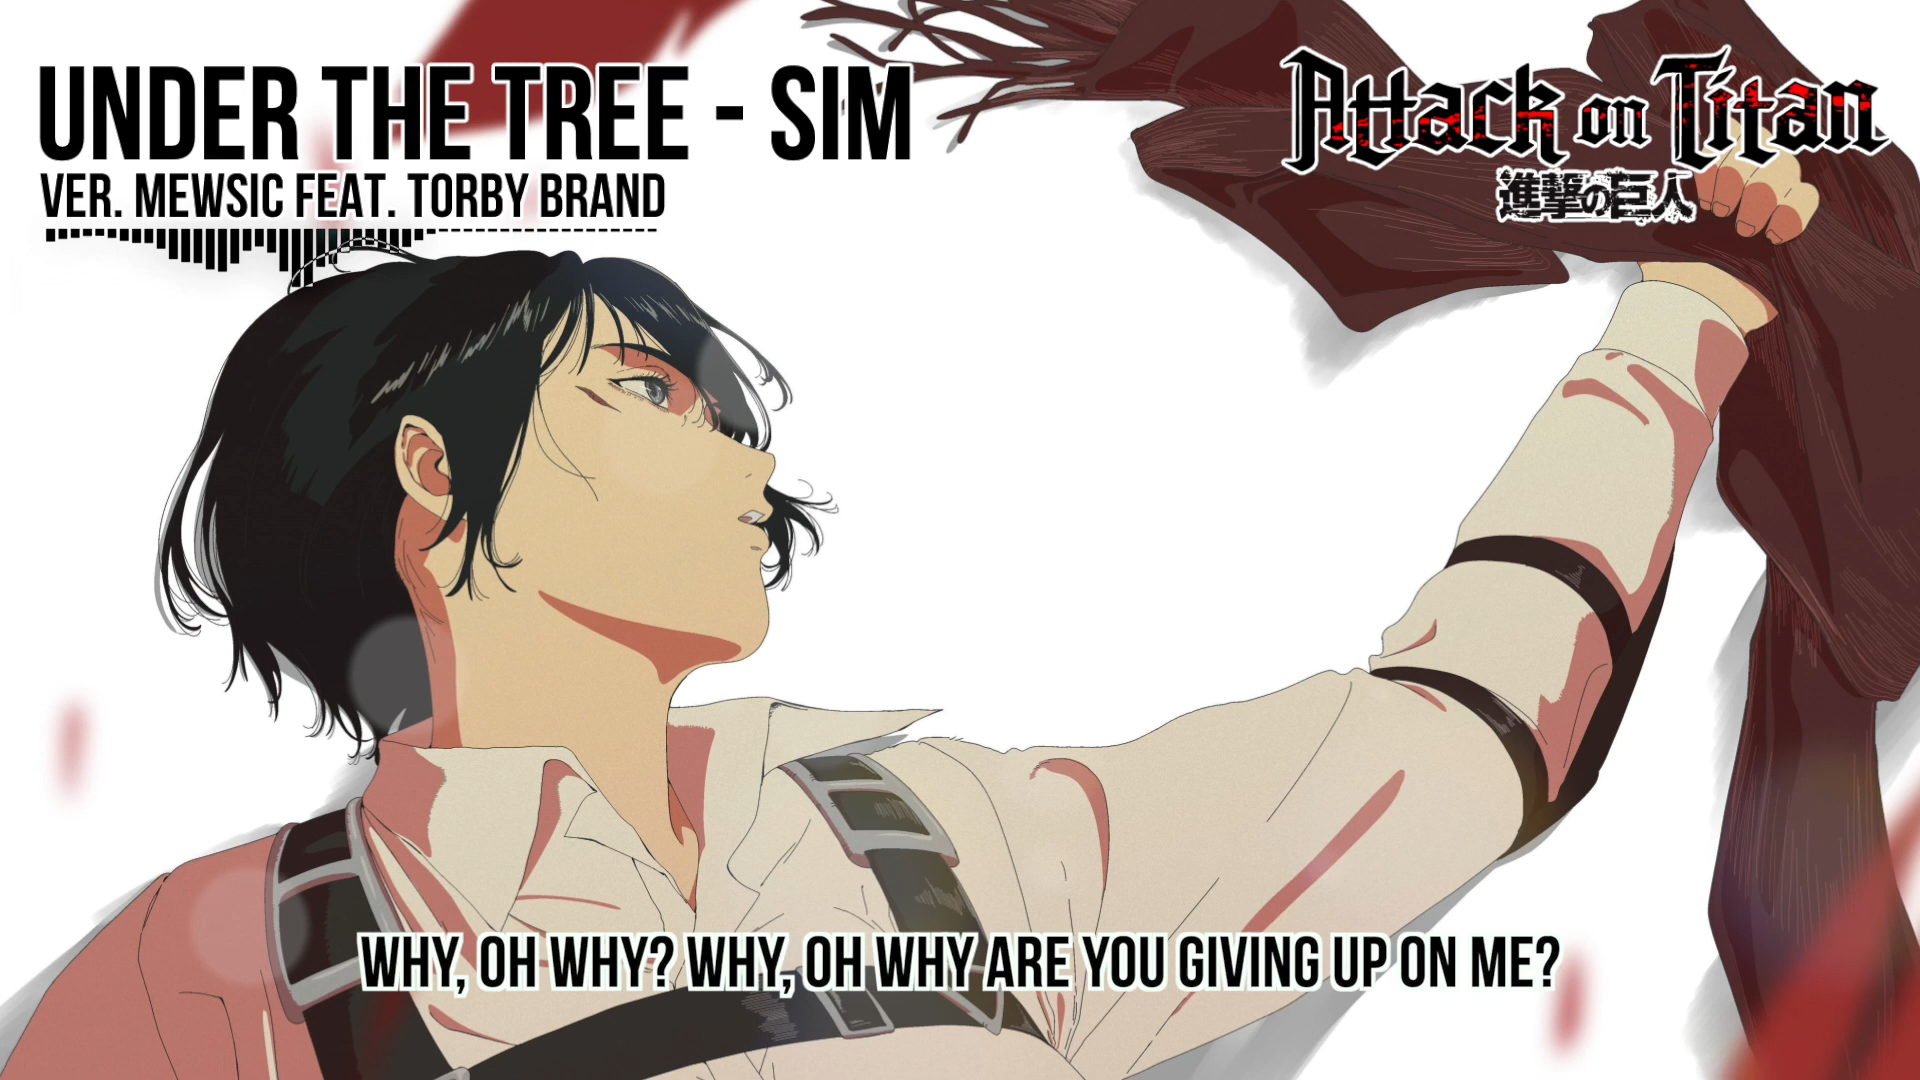 UNDER THE TREE - SIM
VER. MEWSIC FEAT. TORBY BRAND
Attack on Titan
進撃の巨人
WHY, OH WHY? WHY, OH WHY ARE YOU GIVING UP ON ME?